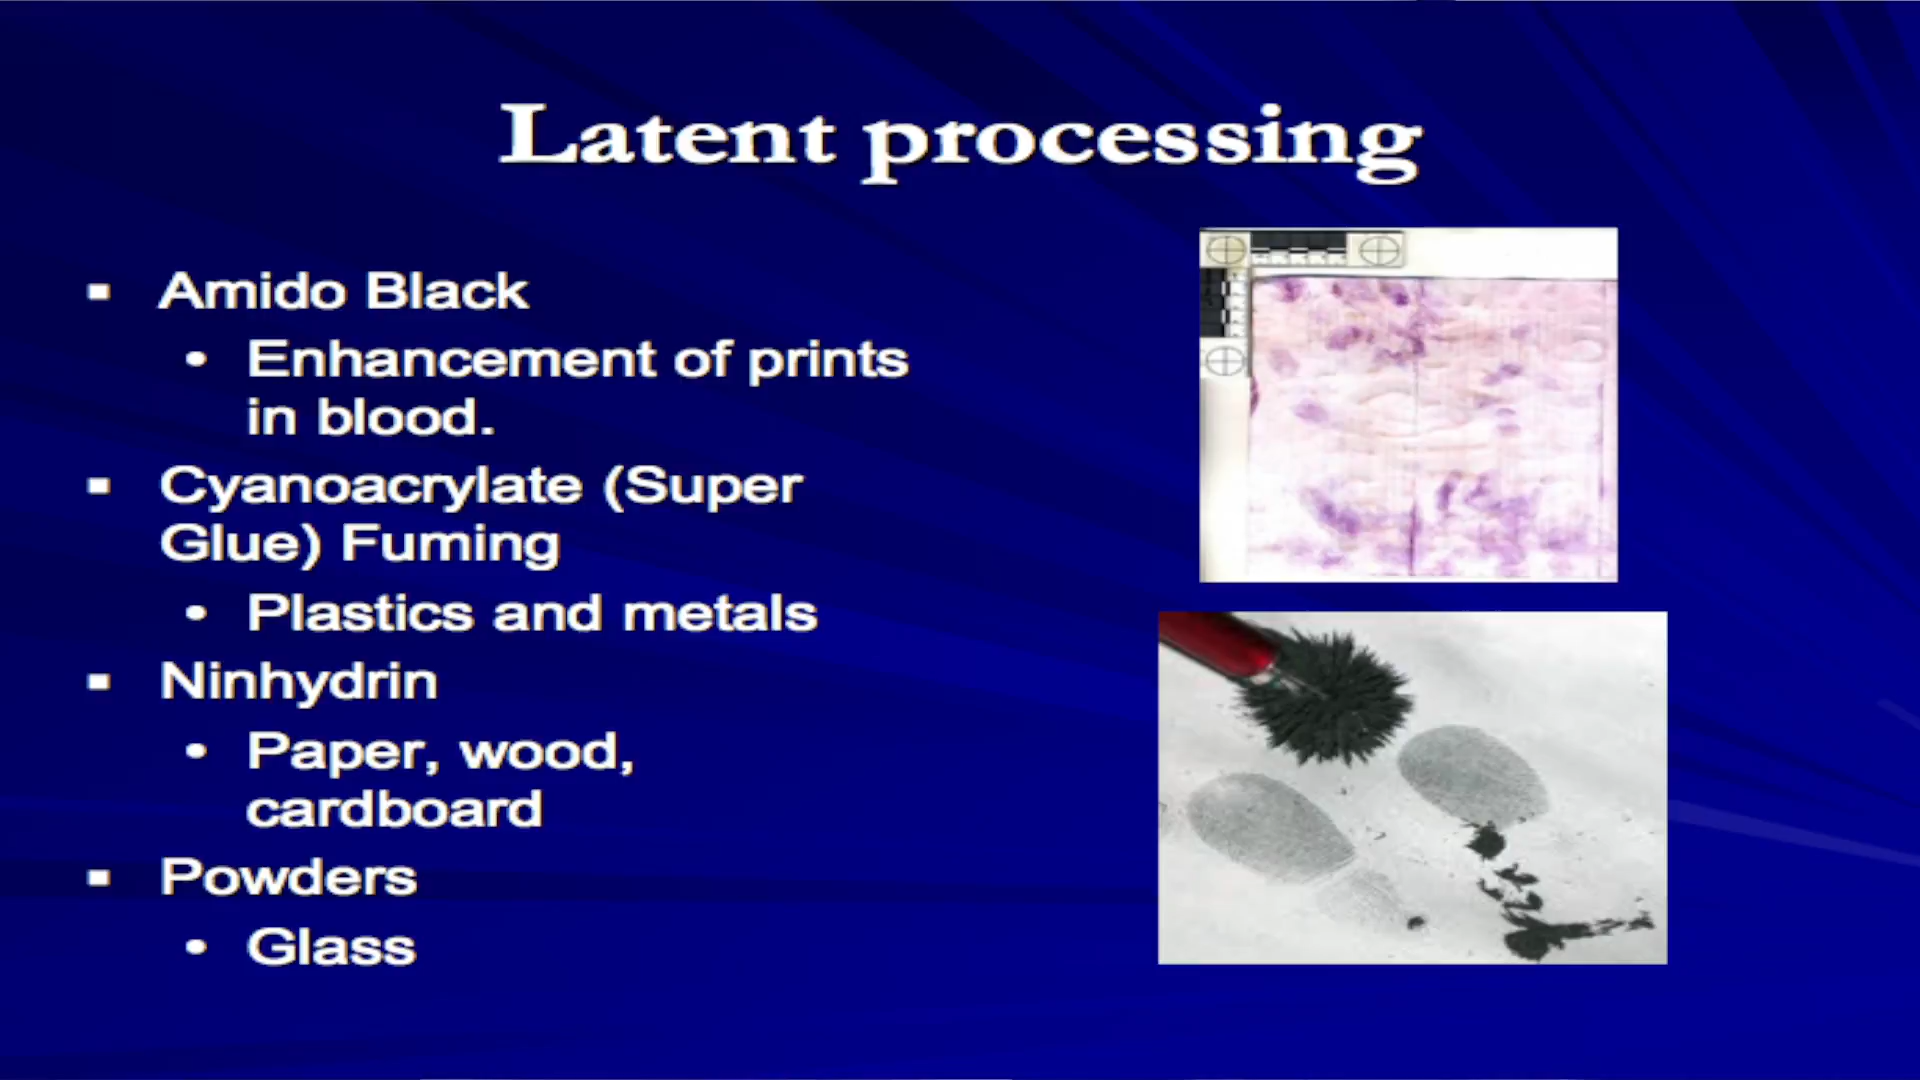 Latent processing
Amido Black
Enhancement of prints
in blood.
Cyanoacrylate (Super
Glue) Fuming
Plastics and metals
Ninhydrin
Paper, wood,
cardboard
Powders
Glass